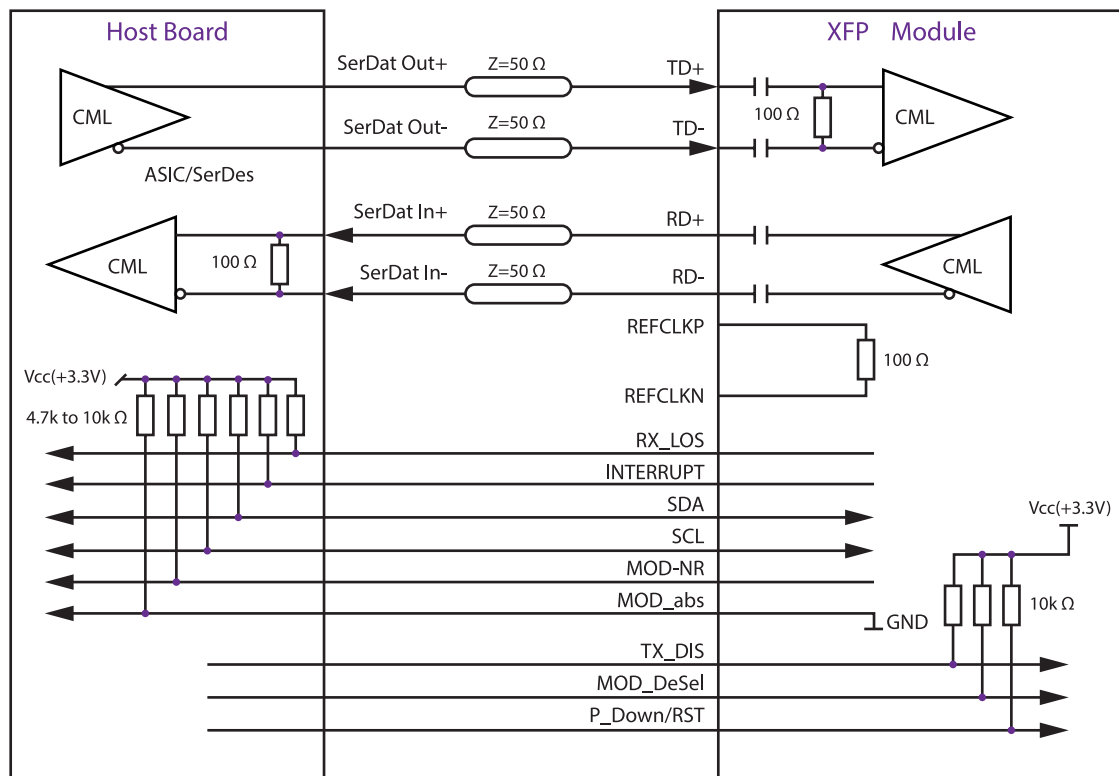 Host Board
XFP Module
SerDat Out+
Z=50 Ω
TD+
CML
100 Ω
CML
SerDat Out-
Z=50 Ω
TD-
ASIC/SerDes
SerDat In+
Z=50 Ω
RD+
CML
100 Ω
CML
SerDat In-
Z=50 Ω
RD-
REFCLKP
100 Ω
REFCLKN
Vcc(+3.3V)
4.7k to 10k Ω
RX_LOS
INTERRUPT
SDA
Vcc(+3.3V)
SCL
MOD-NR
MOD_abs
GND
10k Ω
TX_DIS
MOD_DeSel
P_Down/RST